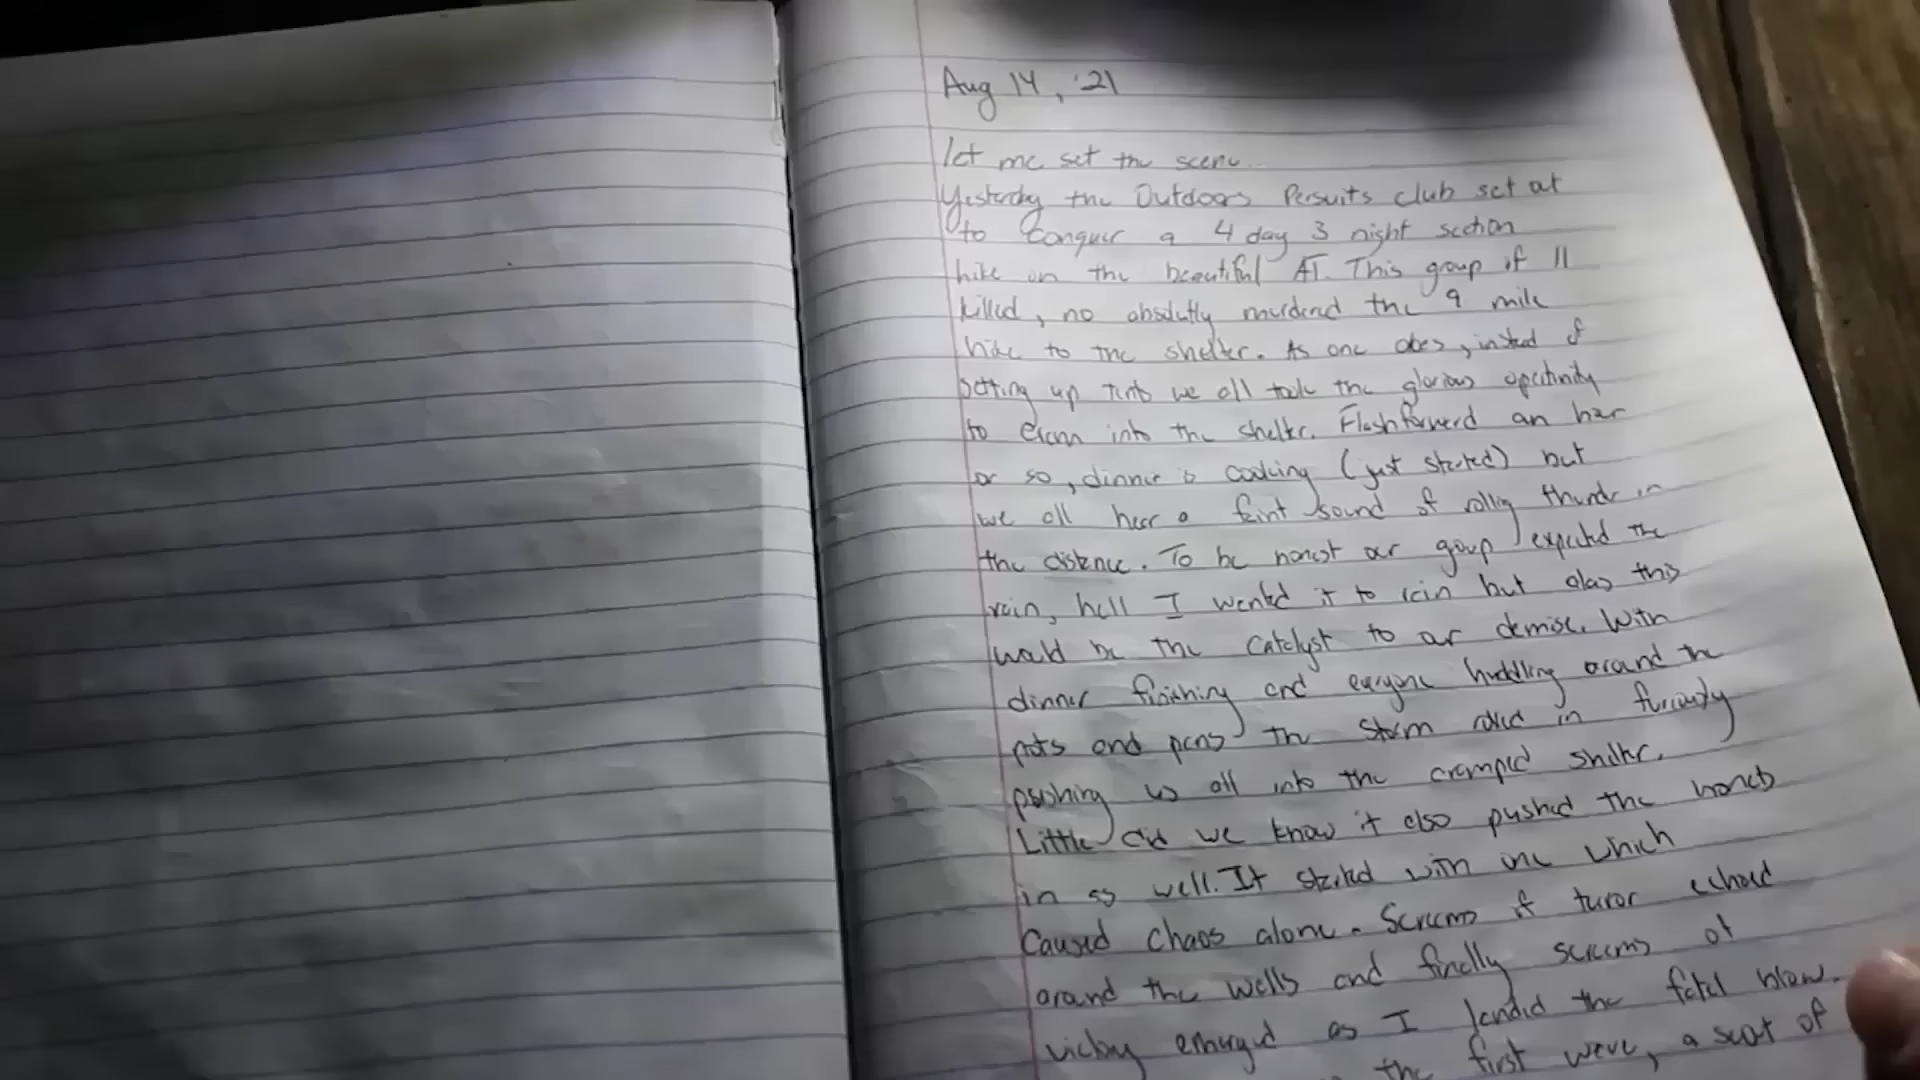 Aug 14, '21
let me set the scene...
Yesterday the Outdoors Persuits club set at
to conquer a 4 day 3 night section
hike on the beautiful AT. This group of 11
killed, no absolutly murdered the 9 mile
hike to the shelter. As one does, instead of
setting up tents we all took the glorious opertinity
to cram into the shelter. Flashforward an hour
or so, dinner is cooking (just started) but
we all hear a faint sound of rolling thunder in
the distence. To be honest our group expected the
rain, hell I wanted it to rain but alas this
would be the catalyst to our demise. With
dinner finishing and everyone huddling around the
pots and pans the storm rolled in furiously
pushing us all into the cramped shelter.
Little did we know it also pushed the hornets
in as well. It started with one which
caused chaos alone. Screams of teror echoed
around the walls and finally screams of
victory emerged as I landed the fatal blow.
the first wave, a scout of